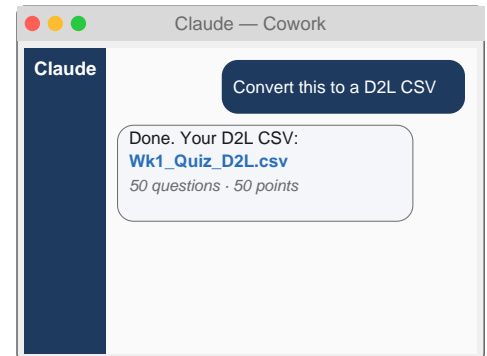 Claude — Cowork
Claude
Convert this to a D2L CSV
Done. Your D2L CSV:
Wk1_Quiz_D2L.csv
50 questions · 50 points